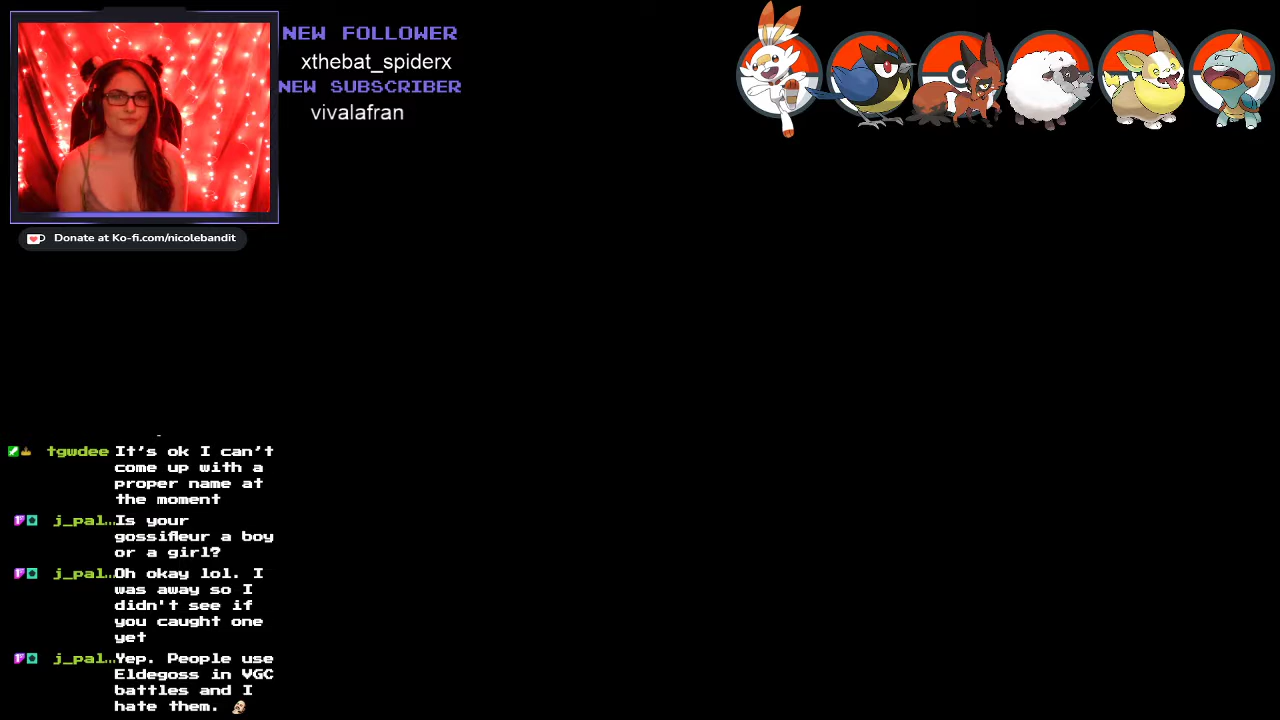 NEW FOLLOWER
xthebat_spiderx
NEW SUBSCRIBER
vivalafran
Donate at Ko-fi.com/nicolebandit
tgwdee It's ok I can't
come up with a
proper name at
the moment
j_pal… Is your
gossifleur a boy
or a girl?
j_pal… Oh okay lol. I
was away so I
didn't see if
you caught one
yet
j_pal… Yep. People use
Eldegoss in VGC
battles and I
hate them.